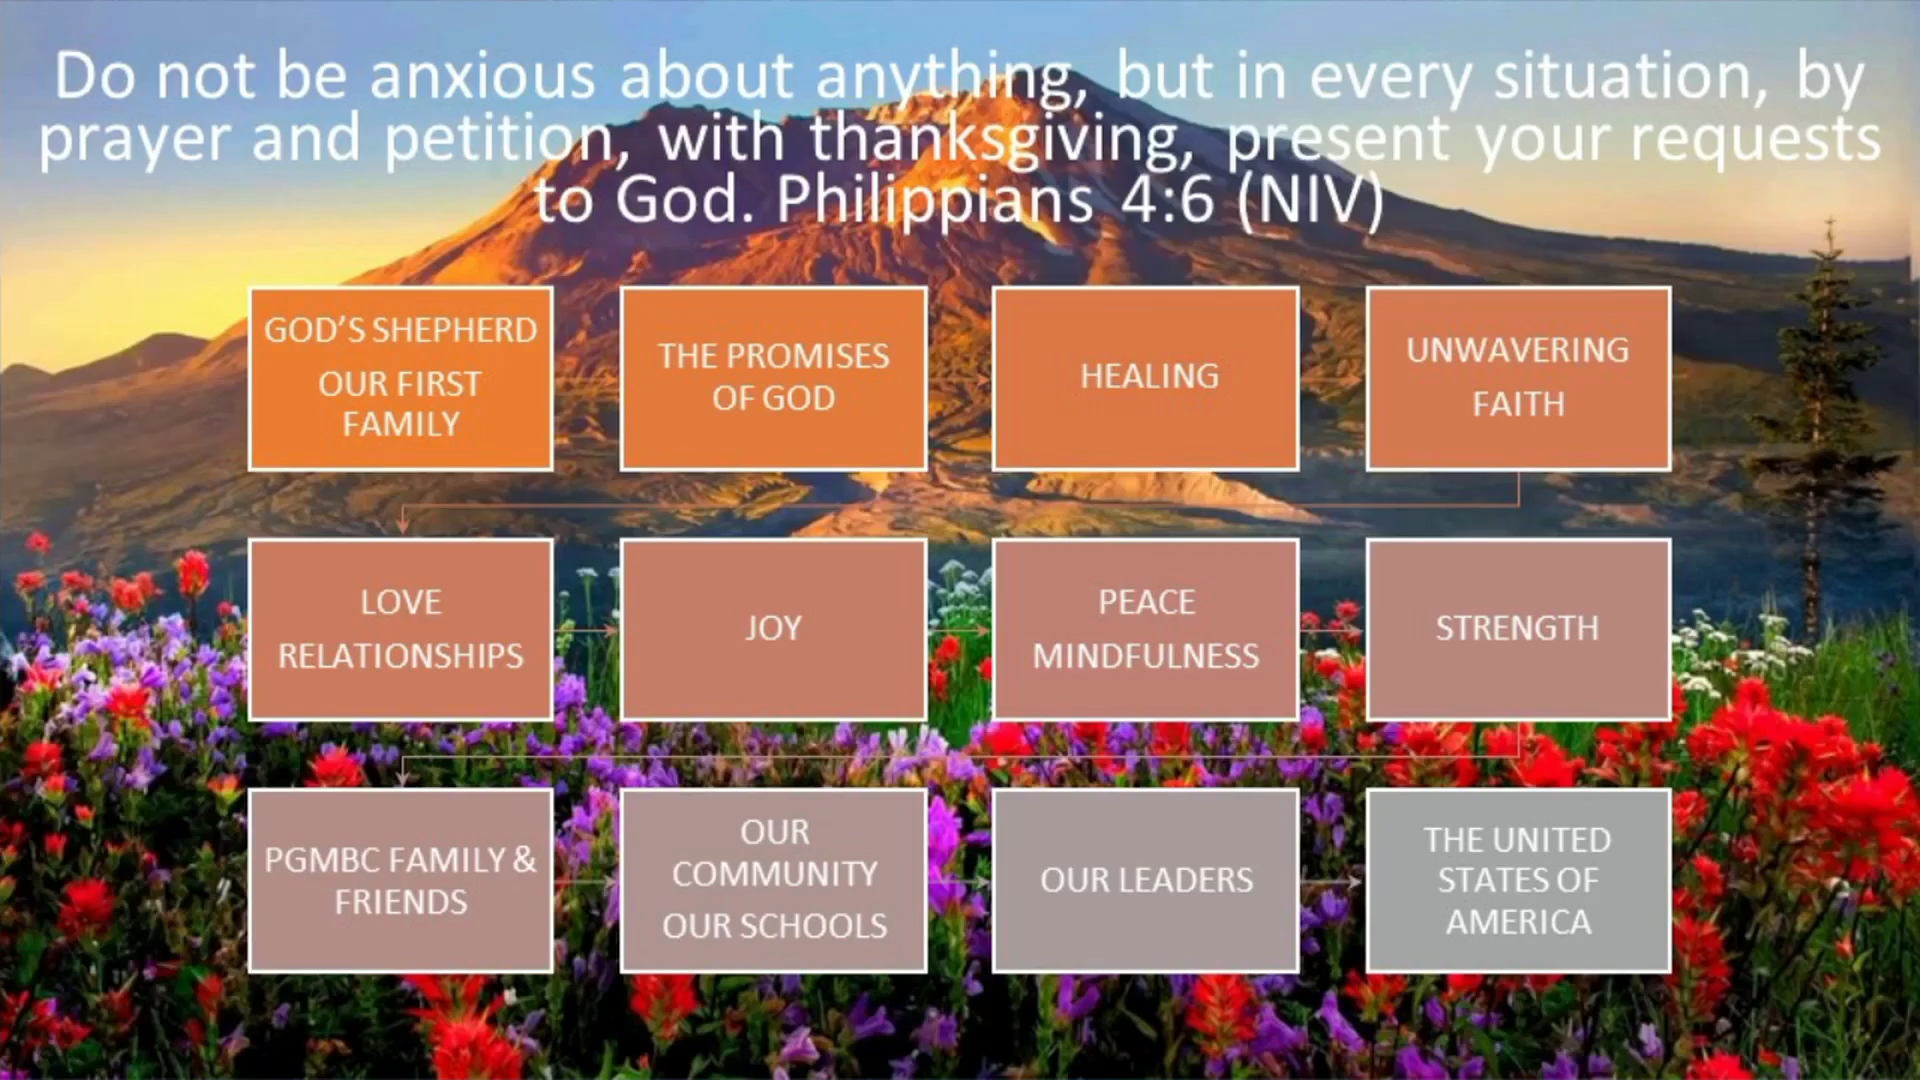 Do not be anxious about anything, but in every situation, by
prayer and petition, with thanksgiving, present your requests
to God. Philippians 4:6 (NIV)
GOD'S SHEPHERD
OUR FIRST
FAMILY
THE PROMISES
OF GOD
HEALING
UNWAVERING
FAITH
LOVE
RELATIONSHIPS
JOY
PEACE
MINDFULNESS
STRENGTH
PGMBC FAMILY &
FRIENDS
OUR
COMMUNITY
OUR SCHOOLS
OUR LEADERS
THE UNITED
STATES OF
AMERICA